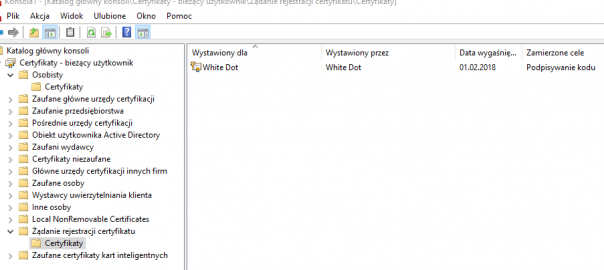 Konsola1 - [Katalog główny konsoli\Certyfikaty - bieżący użytkownik\Żądanie rejestracji certyfikatu\Certyfikaty]
Plik Akcja Widok Ulubione Okno Pomoc
Katalog główny konsoli
Certyfikaty - bieżący użytkownik
Osobisty
Certyfikaty
Zaufane główne urzędy certyfikacji
Zaufanie przedsiębiorstwa
Pośrednie urzędy certyfikacji
Obiekt użytkownika Active Directory
Zaufani wydawcy
Certyfikaty niezaufane
Główne urzędy certyfikacji innych firm
Zaufane osoby
Wystawcy uwierzytelniania klienta
Inne osoby
Local NonRemovable Certificates
Żądanie rejestracji certyfikatu
Certyfikaty
Zaufane certyfikaty kart inteligentnych
Wystawiony dla Wystawiony przez Data wygaśnię... Zamierzone cele
White Dot White Dot 01.02.2018 Podpisywanie kodu